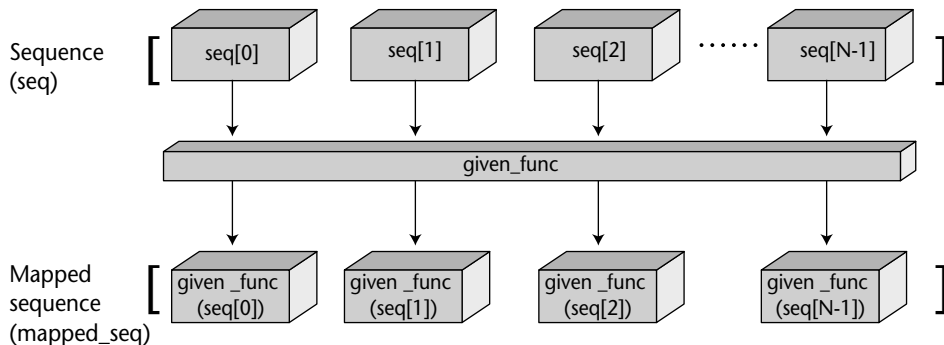 Sequence
(seq)
[ seq[0] seq[1] seq[2] ...... seq[N-1] ]
given_func
Mapped
sequence
(mapped_seq)
[ given _func given _func given _func given _func ]
(seq[0]) (seq[1]) (seq[2]) (seq[N-1])